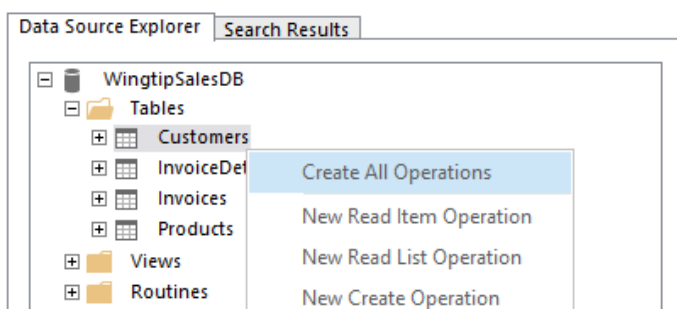 Data Source Explorer Search Results
WingtipSalesDB
Tables
Customers
InvoiceDet
Create All Operations
Invoices
New Read Item Operation
Products
Views
New Read List Operation
Routines
New Create Operation